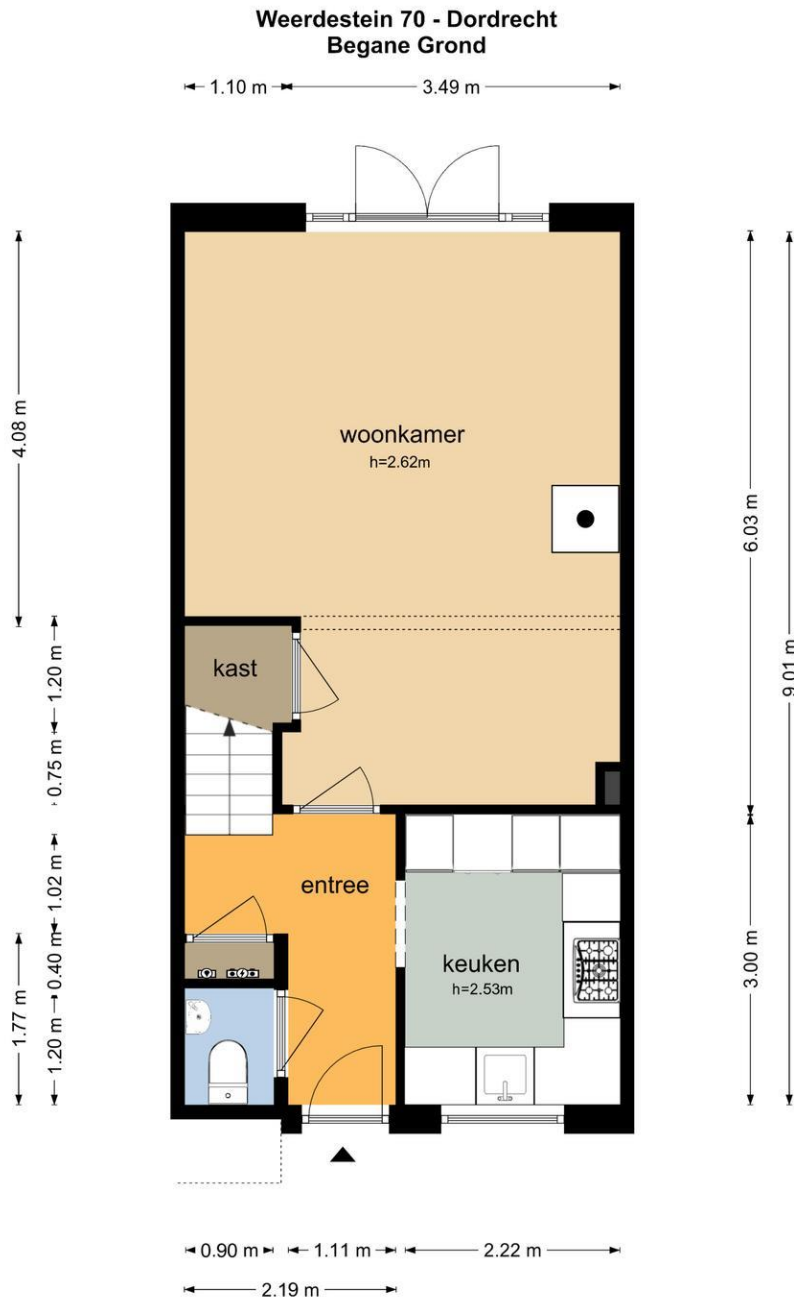 Weerdestein 70 - Dordrecht
Begane Grond
1.10 m
3.49 m
4.08 m
1.20 m
0.75 m
1.02 m
0.40 m
1.20 m
1.77 m
woonkamer
h=2.62m
kast
entree
keuken
h=2.53m
6.03 m
3.00 m
9.01 m
0.90 m
1.11 m
2.22 m
2.19 m